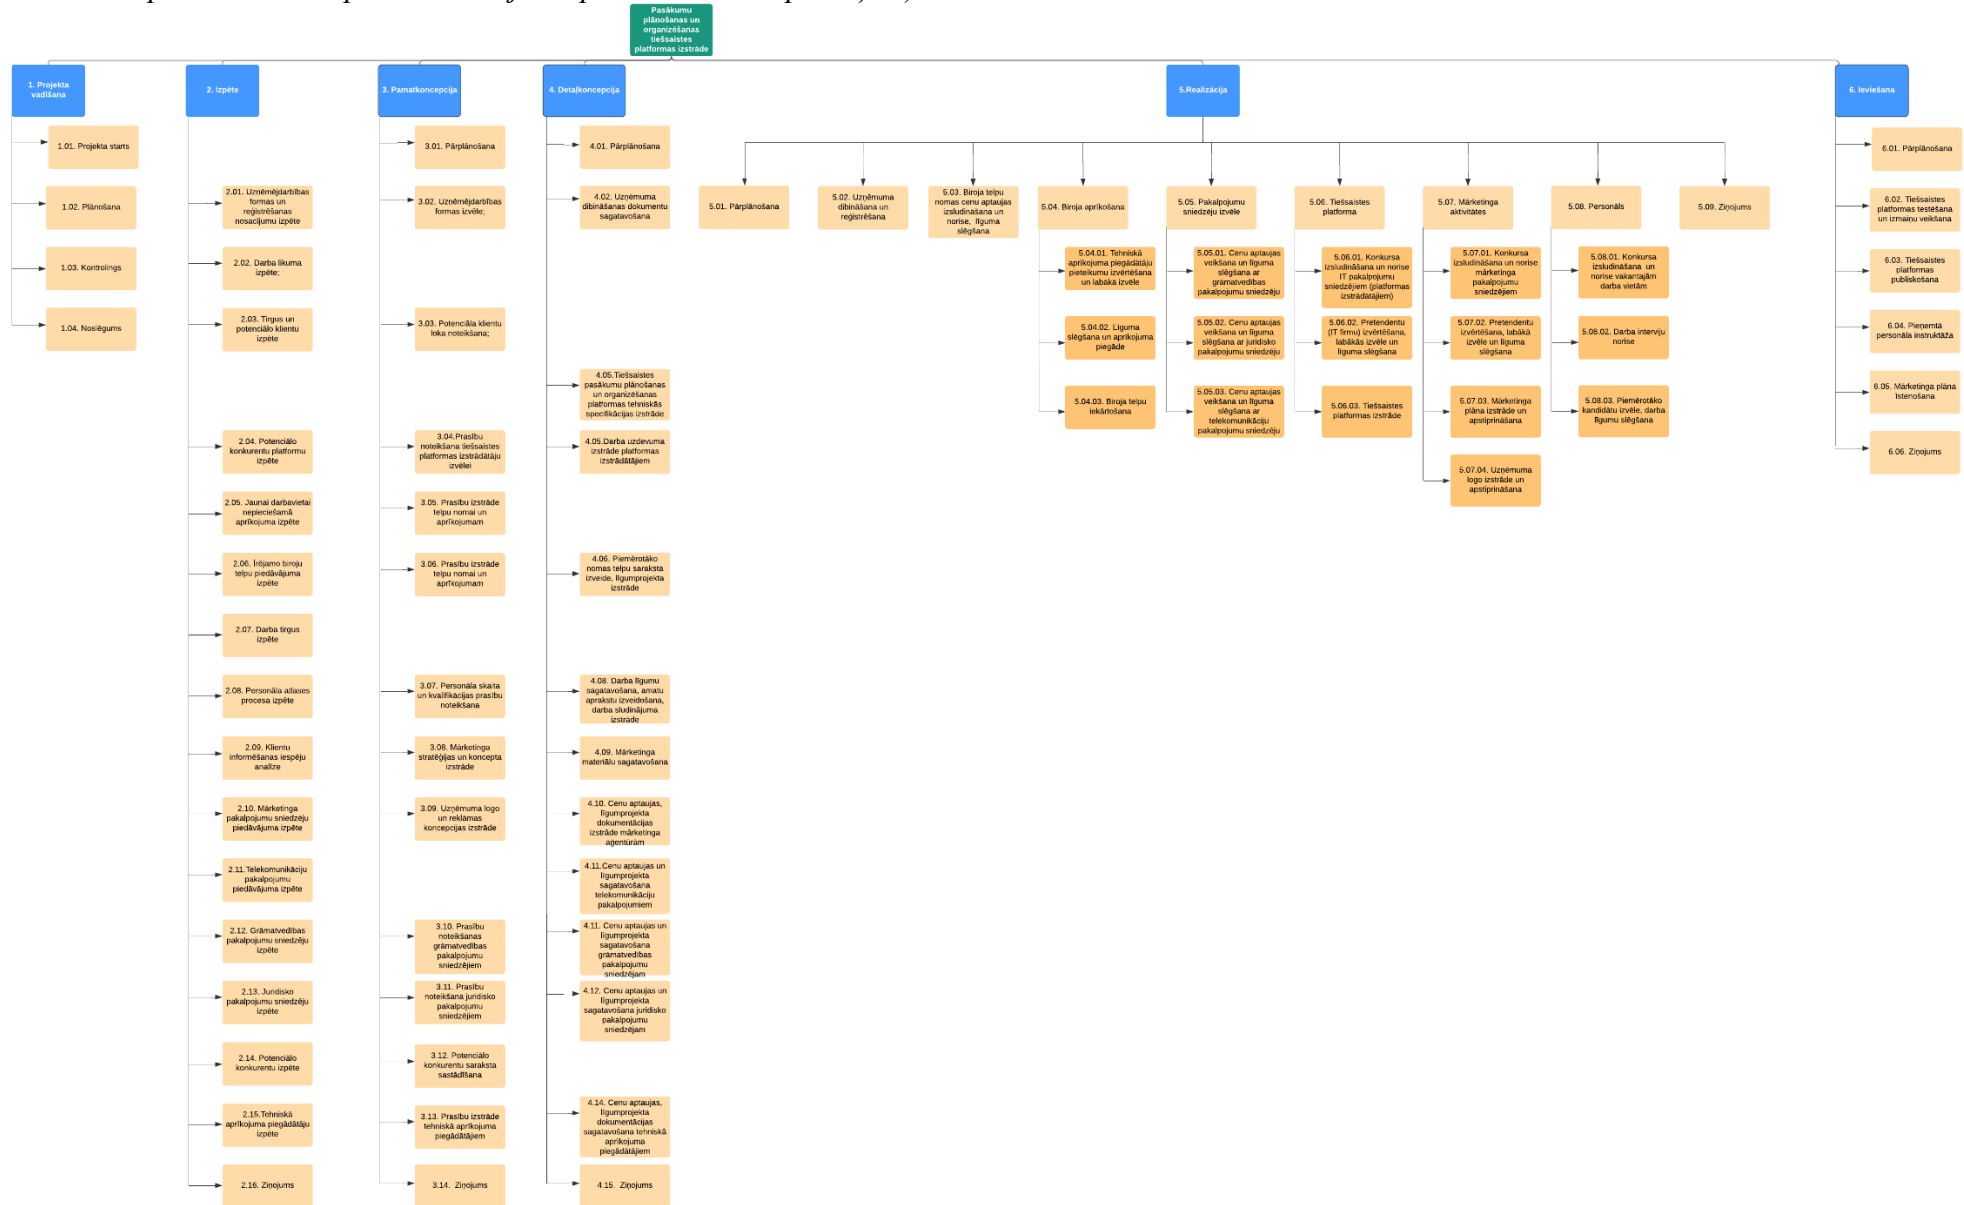 Pasākumu
plānošanas un
organizēšanas
tiešsaistes
platformas izstrāde
1. Projekta
vadīšana
1.01. Projekta starts
1.02. Plānošana
1.03. Kontrolings
1.04. Noslēgums
2. Izpēte
2.01. Uzņēmējdarbības
formas un
reģistrēšanas
nosacījumu izpēte
2.02. Darba likuma
izpēte;
2.03. Tirgus un
potenciālo klientu
izpēte
2.04. Potenciālo
konkurentu platformu
izpēte
2.05. Jaunai darbavietai
nepieciešamā
aprīkojuma izpēte
2.06. Īrējamo biroju
telpu piedāvājuma
izpēte
2.07. Darba tirgus
izpēte
2.08. Personāla atlases
procesa izpēte
2.09. Klientu
informēšanas iespēju
analīze
2.10. Mārketinga
pakalpojumu sniedzēju
piedāvājuma izpēte
2.11.Telekomunikāciju
pakalpojumu
piedāvājuma izpēte
2.12. Grāmatvedības
pakalpojumu sniedzēju
izpēte
2.13. Juridisko
pakalpojumu sniedzēju
izpēte
2.14. Potenciālo
konkurentu izpēte
2.15.Tehniskā
aprīkojuma piegādātāju
izpēte
2.16. Ziņojums
3. Pamatkoncepcija
3.01. Pārplānošana
3.02. Uzņēmējdarbības
formas izvēle;
3.03. Potenciāla klientu
loka noteikšana;
3.04.Prasību
noteikšana tiešsaistes
platformas izstrādātāju
izvēlei
3.05. Prasību izstrāde
telpu nomai un
aprīkojumam
3.06. Prasību izstrāde
telpu nomai un
aprīkojumam
3.07. Personāla skaita
un kvalifikācijas prasību
noteikšana
3.08. Mārketinga
stratēģijas un koncepta
izstrāde
3.09. Uzņēmuma logo
un reklāmas
koncepcijas izstrāde
3.10. Prasību
noteikšanas
grāmatvedības
pakalpojumu
sniedzējiem
3.11. Prasību
noteikšana juridisko
pakalpojumu
sniedzējiem
3.12. Potenciālo
konkurentu saraksta
sastādīšana
3.13. Prasību izstrāde
tehniskā aprīkojuma
piegādātājiem
3.14. Ziņojums
4. Detaļkoncepcija
4.01. Pārplānošana
4.02. Uzņēmuma
dibināšanas dokumentu
sagatavošana
4.05.Tiešsaistes
pasākumu plānošanas
un organizēšanas
platformas tehniskās
specifikācijas izstrāde
4.05.Darba uzdevuma
izstrāde platformas
izstrādātājiem
4.06. Piemērotāko
nomas telpu saraksta
izveide, līgumprojekta
izstrāde
4.08. Darba līgumu
sagatavošana, amatu
aprakstu izveidošana,
darba sludinājuma
izstrāde
4.09. Mārketinga
materiālu sagatavošana
4.10. Cenu aptaujas,
līgumprojekta
dokumentācijas
izstrāde mārketinga
aģentūrām
4.11.Cenu aptaujas un
līgumprojekta
sagatavošana
telekomunikāciju
pakalpojumiem
4.11. Cenu aptaujas un
līgumprojekta
sagatavošana
grāmatvedības
pakalpojumu
sniedzējam
4.12. Cenu aptaujas un
līgumprojekta
sagatavošana juridisko
pakalpojumu
sniedzējam
4.14. Cenu aptaujas,
līgumprojekta
dokumentācijas
sagatavošana tehniskā
aprīkojuma
piegādātājiem
4.15. Ziņojums
5.Realizācija
5.01. Pārplānošana
5.02. Uzņēmuma
dibināšana un
reģistrēšana
5.03. Biroja telpu
nomas cenu aptaujas
izsludināšana un
norise, līguma
slēgšana
5.04. Biroja aprīkošana
5.04.01. Tehniskā
aprīkojuma piegādātāju
pieteikumu izvērtēšana
un labākā izvēle
5.04.02. Līguma
slēgšana un aprīkojuma
piegāde
5.04.03. Biroja telpu
iekārtošana
5.05. Pakalpojumu
sniedzēju izvēle
5.05.01. Cenu aptaujas
veikšana un līguma
slēgšana ar
grāmatvedības
pakalpojumu sniedzēju
5.05.02. Cenu aptaujas
veikšana un līguma
slēgšana ar juridisko
pakalpojumu sniedzēju
5.05.03. Cenu aptaujas
veikšana un līguma
slēgšana ar
telekomunikāciju
pakalpojumu sniedzēju
5.06. Tiešsaistes
platforma
5.06.01. Konkursa
izsludināšana un norise
IT pakalpojumu
sniedzējiem (platformas
izstrādātājiem)
5.06.02. Pretendentu
(IT firmu) izvērtēšana,
labākās izvēle un
līguma slēgšana
5.06.03. Tiešsaistes
platformas izstrāde
5.07. Mārketinga
aktivitātes
5.07.01. Konkursa
izsludināšana un norise
mārketinga
pakalpojumu
sniedzējiem
5.07.02. Pretendentu
izvērtēšana, labākā
izvēle un līguma
slēgšana
5.07.03. Mārketinga
plāna izstrāde un
apstiprināšana
5.07.04. Uzņēmuma
logo izstrāde un
apstiprināšana
5.08. Personāls
5.08.01. Konkursa
izsludināšana un
norise vakantajām
darba vietām
5.08.02. Darba interviju
norise
5.08.03. Piemērotāko
kandidātu izvēle, darba
līgumu slēgšana
5.09. Ziņojums
6. Ieviešana
6.01. Pārplānošana
6.02. Tiešsaistes
platformas testēšana
un izmaiņu veikšana
6.03. Tiešsaistes
platformas
publiskošana
6.04. Pieņemtā
personāla instruktāža
6.05. Mārketinga plāna
īstenošana
6.06. Ziņojums